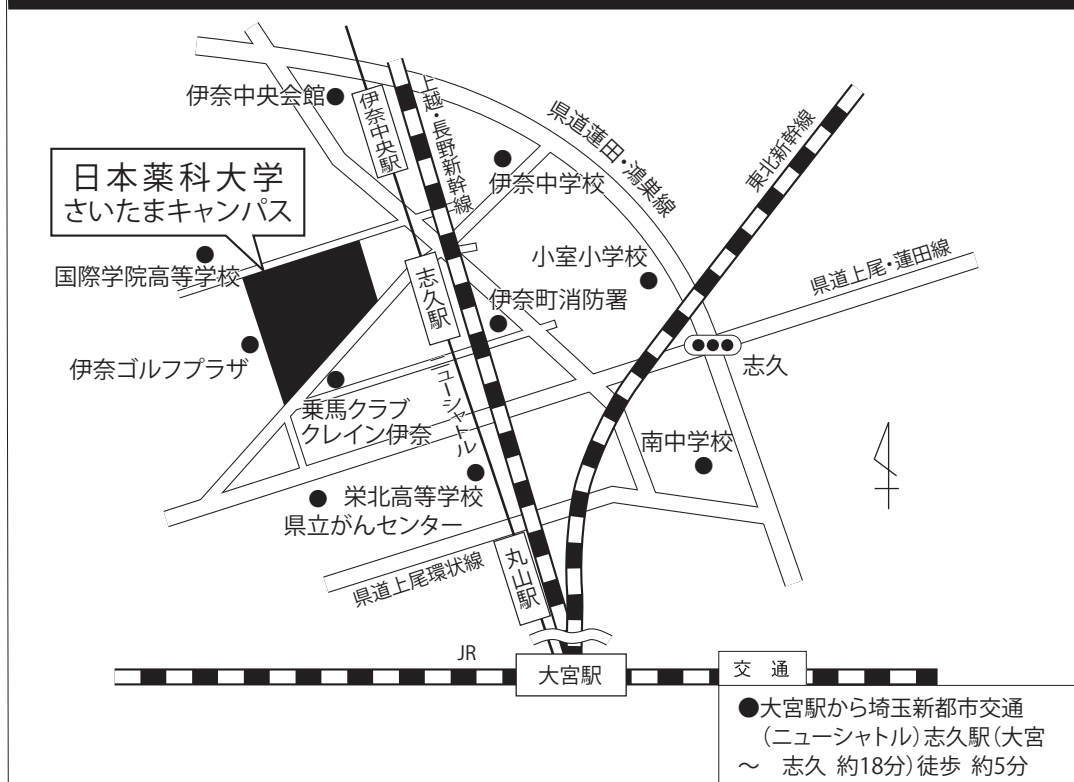 伊奈中央会館
伊奈中央駅
上越・長野新幹線
県道蓮田・鴻巣線
東北新幹線
伊奈中学校
日本薬科大学
さいたまキャンパス
国際学院高等学校
志久駅
小室小学校
県道上尾・蓮田線
伊奈町消防署
伊奈ゴルフプラザ
志久
乗馬クラブ
クレイン伊奈
ニューシャトル
南中学校
栄北高等学校
県立がんセンター
県道上尾環状線
丸山駅
JR
大宮駅
交 通
●大宮駅から埼玉新都市交通
(ニューシャトル)志久駅(大宮
～ 志久 約18分)徒歩 約5分